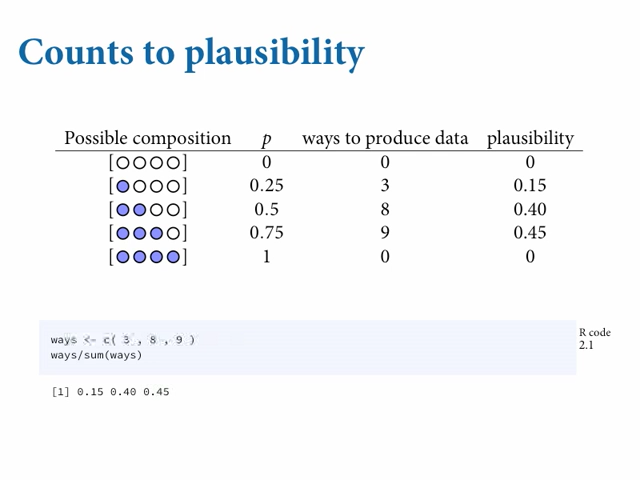 Counts to plausibility
Possible composition p ways to produce data plausibility
[○○○○] 0 0 0
[●○○○] 0.25 3 0.15
[●●○○] 0.5 8 0.40
[●●●○] 0.75 9 0.45
[●●●●] 1 0 0
ways <- c( 3 , 8 , 9 )
ways/sum(ways)
R code
2.1
[1] 0.15 0.40 0.45